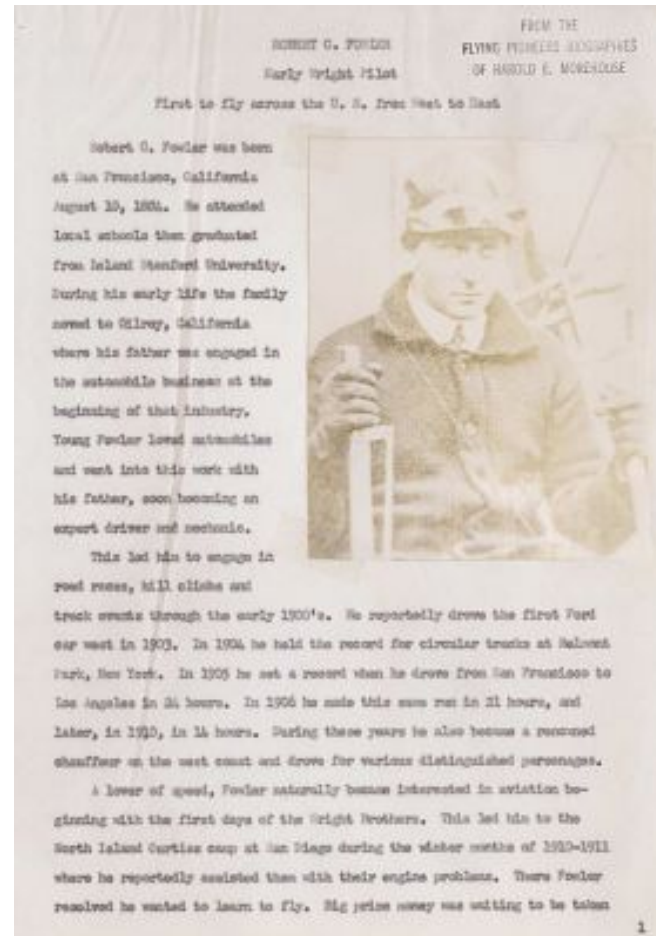 ROBERT G. FOWLER
FROM THE
FLYING PIONEERS BIOGRAPHIES
OF HAROLD E. MOREHOUSE
Early Wright Pilot
First to fly across the U. S. from West to East
Robert G. Fowler was born
at San Francisco, California
August 10, 1884. He attended
local schools then graduated
from Leland Stanford University.
During his early life the family
moved to Gilroy, California
where his father was engaged in
the automobile business at the
beginning of that industry.
Young Fowler loved automobiles
and went into this work with
his father, soon becoming an
expert driver and mechanic.
This led him to engage in
road races, hill climbs and
track events through the early 1900's. He reportedly drove the first Ford
car west in 1903. In 1904 he held the record for circular tracks at Belmont
Park, New York. In 1905 he set a record when he drove from San Francisco to
Los Angeles in 24 hours. In 1906 he made this same run in 21 hours, and
later, in 1910, in 14 hours. During these years he also became a renowned
chauffeur on the west coast and drove for various distinguished personages.
A lover of speed, Fowler naturally became interested in aviation be-
ginning with the first days of the Wright Brothers. This led him to the
North Island Curtiss camp at San Diego during the winter months of 1910-1911
where he reportedly assisted them with their engine problems. There Fowler
resolved he wanted to learn to fly. Big prize money was waiting to be taken
1